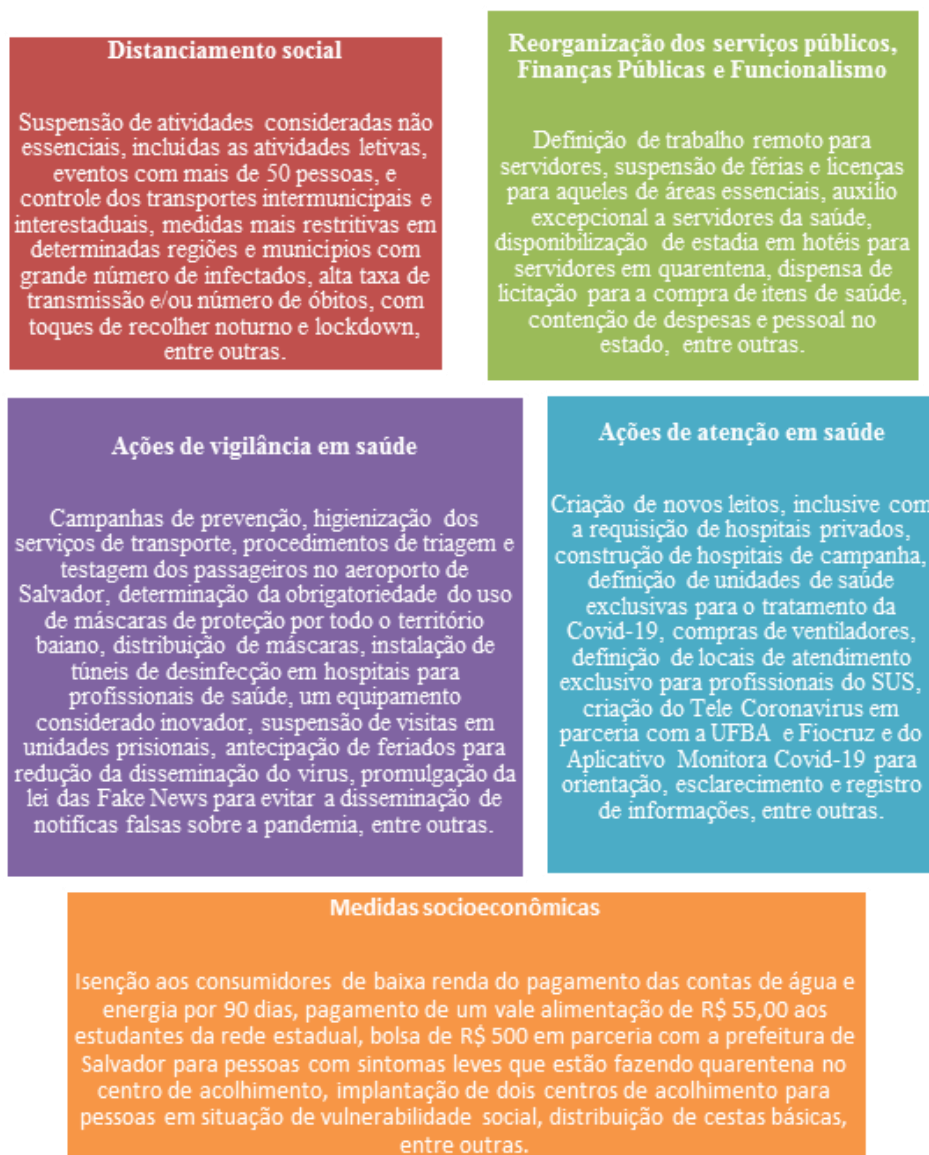 Distanciamento social
Suspensão de atividades consideradas não
essenciais, incluidas as atividades letivas,
eventos com mais de 50 pessoas, e
controle dos transportes intermunicipais e
interestaduais, medidas mais restritivas em
determinadas regiões e municípios com
grande número de infectados, alta taxa de
transmissão e/ou número de óbitos, com
toques de recolher noturno e lockdown,
entre outras.
Reorganização dos serviços públicos,
Finanças Públicas e Funcionalismo
Definição de trabalho remoto para
servidores, suspensão de férias e licenças
para aqueles de áreas essenciais, auxílio
excepcional a servidores da saúde,
disponibilização de estadia em hotéis para
servidores em quarentena, dispensa de
licitação para a compra de itens de saúde,
contenção de despesas e pessoal no
estado, entre outras.
Ações de vigilância em saúde
Campanhas de prevenção, higienização dos
serviços de transporte, procedimentos de triagem e
testagem dos passageiros no aeroporto de
Salvador, determinação da obrigatoriedade do uso
de máscaras de proteção por todo o território
baiano, distribuição de máscaras, instalação de
túneis de desinfecção em hospitais para
profissionais de saúde, um equipamento
considerado inovador, suspensão de visitas em
unidades prisionais, antecipação de feriados para
redução da disseminação do vírus, promulgação da
lei das Fake News para evitar a disseminação de
notificas falsas sobre a pandemia, entre outras.
Ações de atenção em saúde
Criação de novos leitos, inclusive com
a requisição de hospitais privados,
construção de hospitais de campanha,
definição de unidades de saúde
exclusivas para o tratamento da
Covid-19, compras de ventiladores,
definição de locais de atendimento
exclusivo para profissionais do SUS,
criação do Tele Coronavírus em
parceria com a UFBA e Fiocruz e do
Aplicativo Monitora Covid-19 para
orientação, esclarecimento e registro
de informações, entre outras.
Medidas socioeconômicas
Isenção aos consumidores de baixa renda do pagamento das contas de água e
energia por 90 dias, pagamento de um vale alimentação de R$ 55,00 aos
estudantes da rede estadual, bolsa de R$ 500 em parceria com a prefeitura de
Salvador para pessoas com sintomas leves que estão fazendo quarentena no
centro de acolhimento, implantação de dois centros de acolhimento para
pessoas em situação de vulnerabilidade social, distribuição de cestas básicas,
entre outras.